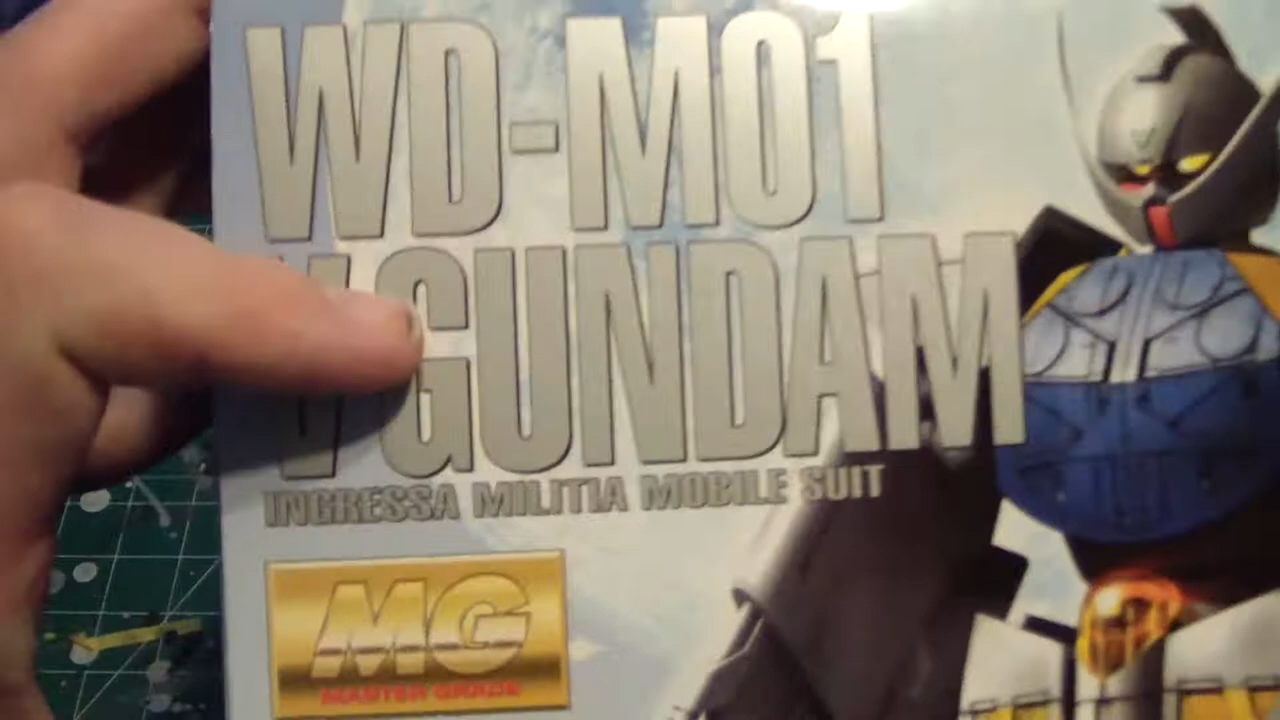 WD-M01
GUNDAM
INGRESSA MILITIA MOBILE SUIT
MG
MASTER GRADE